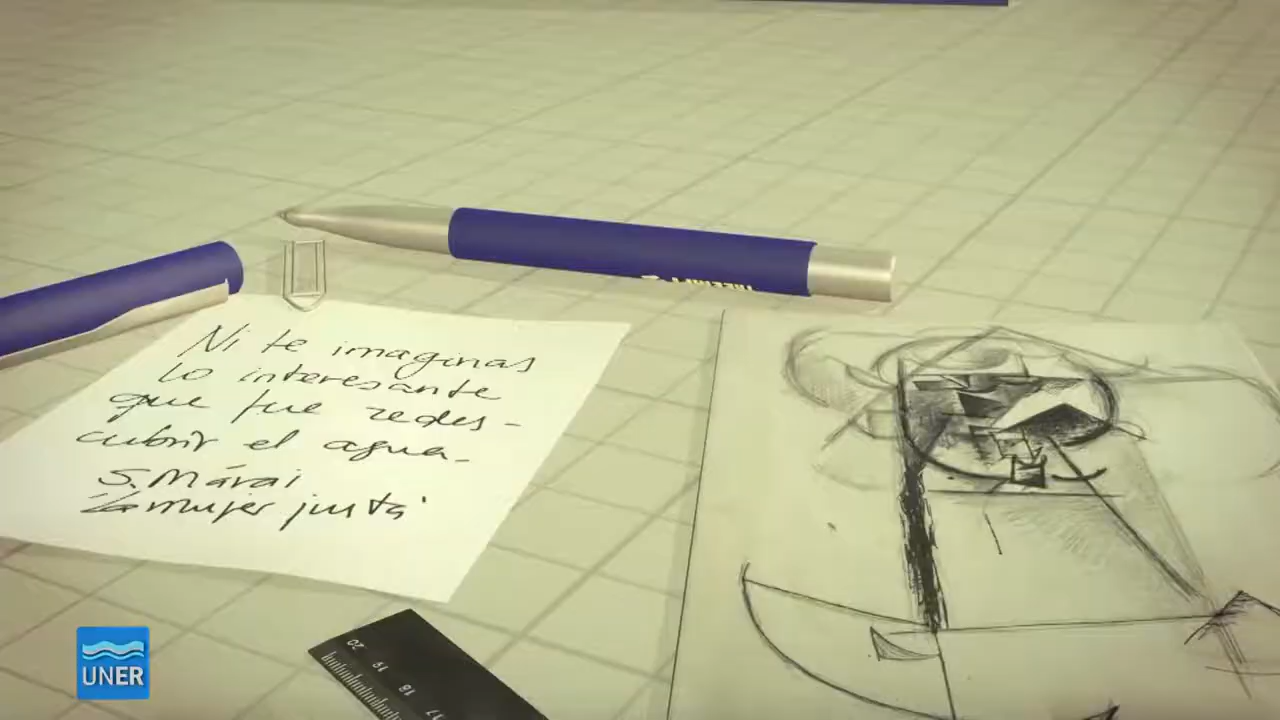 Ni te imaginas
lo interesante
que fue redes-
cubrir el agua.
S. Márai
"La mujer justa"
20
19
18
17
UNER